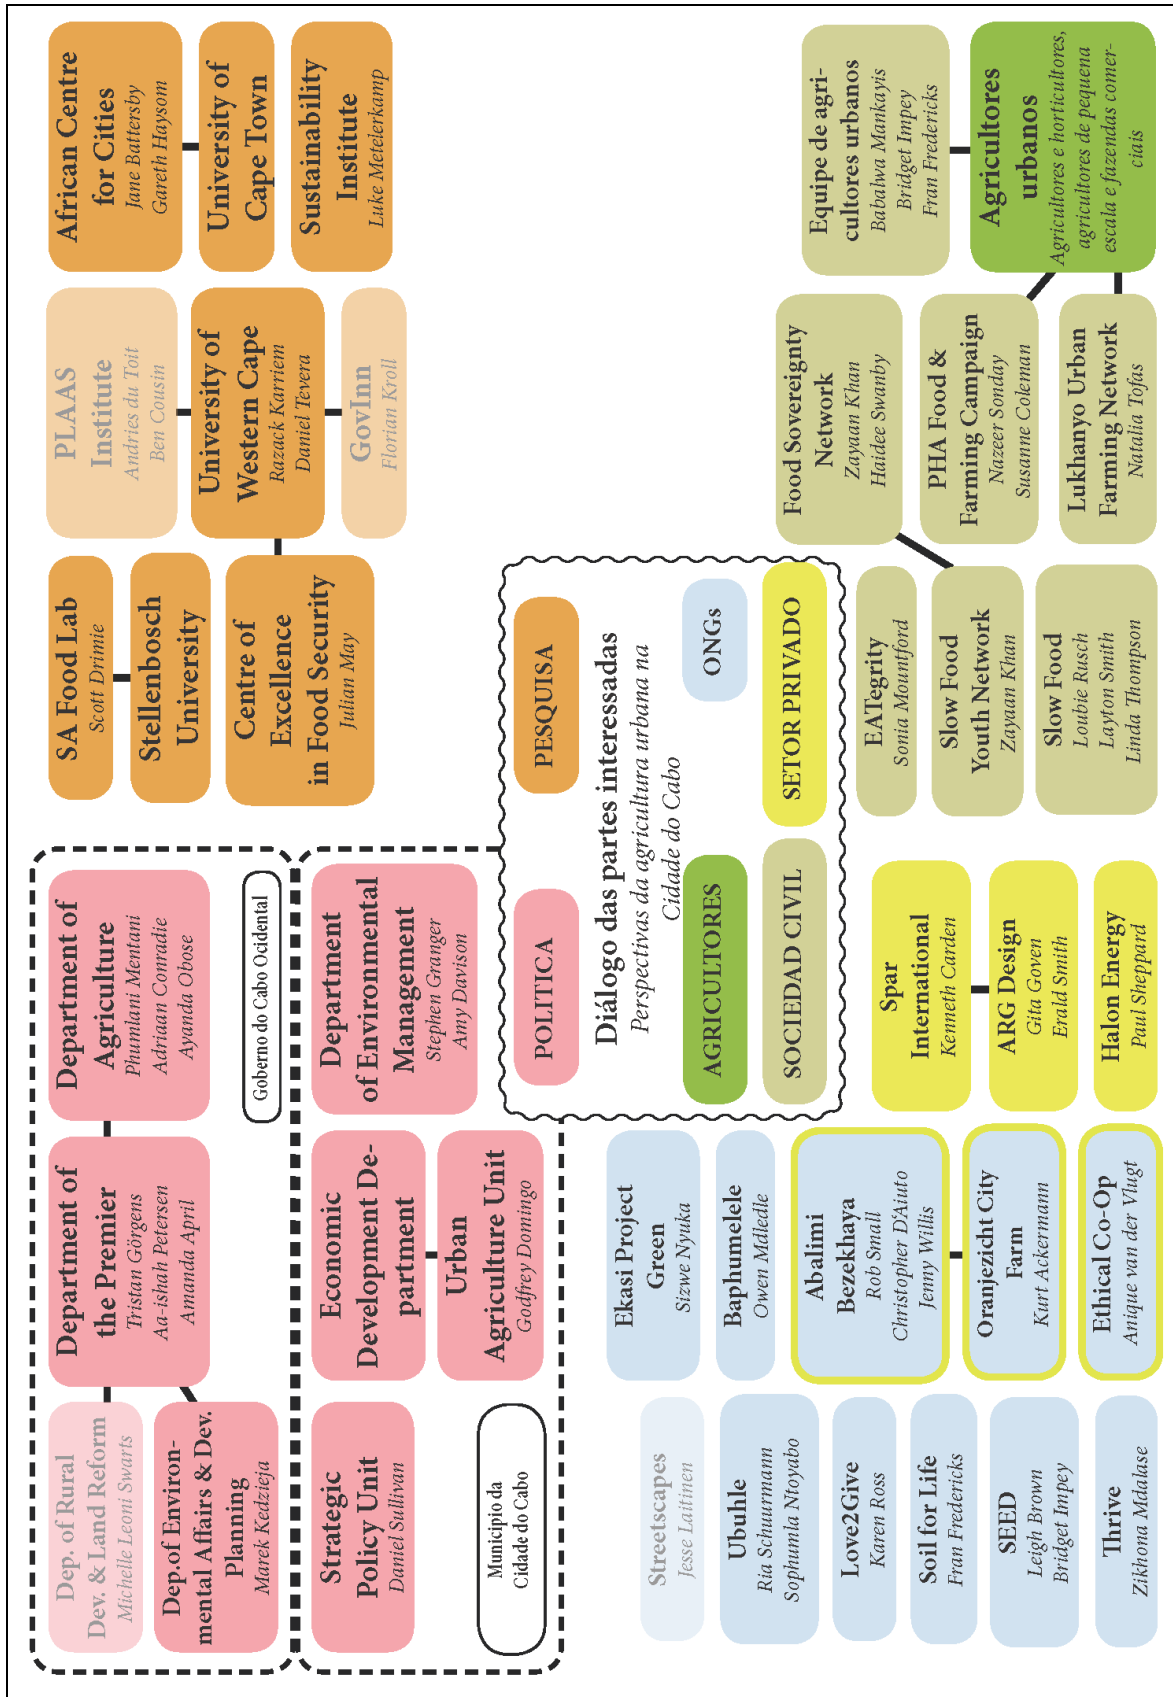 Dep. of Rural
Dev. & Land Reform
Michelle Leoni Swarts
Dep.of Environ-
mental Affairs & Dev.
Planning
Marek Kedzieja
Department of
the Premier
Tristan Görgens
Aa-ishah Petersen
Amanda April
Department of
Agriculture
Phumlani Mentani
Adriaan Conradie
Ayanda Obose
Goberno do Cabo Ocidental
Strategic
Policy Unit
Daniel Sullivan
Economic
Development De-
partment
Urban
Agriculture Unit
Godfrey Domingo
Department
of Environmental
Management
Stephen Granger
Amy Davison
Municipio da
Cidade do Cabo
SA Food Lab
Scott Drimie
Stellenbosch
University
Centre of
Excellence
in Food Security
Julian May
PLAAS
Institute
Andries du Toit
Ben Cousin
University of
Western Cape
Razack Karriem
Daniel Tevera
GovInn
Florian Kroll
African Centre
for Cities
Jane Battersby
Gareth Haysom
University of
Cape Town
Sustainability
Institute
Luke Metelerkamp
POLITICA
PESQUISA
Diálogo das partes interessadas
Perspectivas da agricultura urbana na
Cidade do Cabo
AGRICULTORES
ONGs
SOCIEDAD CIVIL
SETOR PRIVADO
Streetscapes
Jesse Laitinen
Ubuhle
Ria Schuurmann
Sophumla Ntoyabo
Love2Give
Karen Ross
Soil for Life
Fran Fredericks
SEED
Leigh Brown
Bridget Impey
Thrive
Zikhona Mdalase
Ekasi Project
Green
Sizwe Nyuka
Baphumelele
Owen Mdledle
Abalimi
Bezekhaya
Rob Small
Christopher D'Aiuto
Jenny Willis
Oranjezicht City
Farm
Kurt Ackermann
Ethical Co-Op
Anique van der Vlugt
Spar
International
Kenneth Carden
ARG Design
Gita Goven
Erald Smith
Halon Energy
Paul Sheppard
EATegrity
Sonia Mountford
Slow Food
Youth Network
Zayaan Khan
Slow Food
Loubie Rusch
Layton Smith
Linda Thompson
Food Sovereignty
Network
Zayaan Khan
Haidee Swanby
PHA Food &
Farming Campaign
Nazeer Sonday
Susanne Coleman
Lukhanyo Urban
Farming Network
Natalia Tofas
Equipe de agri-
cultores urbanos
Babalwa Mankayis
Bridget Impey
Fran Fredericks
Agricultores
urbanos
Agricultores e horticultores,
agricultores de pequena
escala e fazendas comer-
ciais